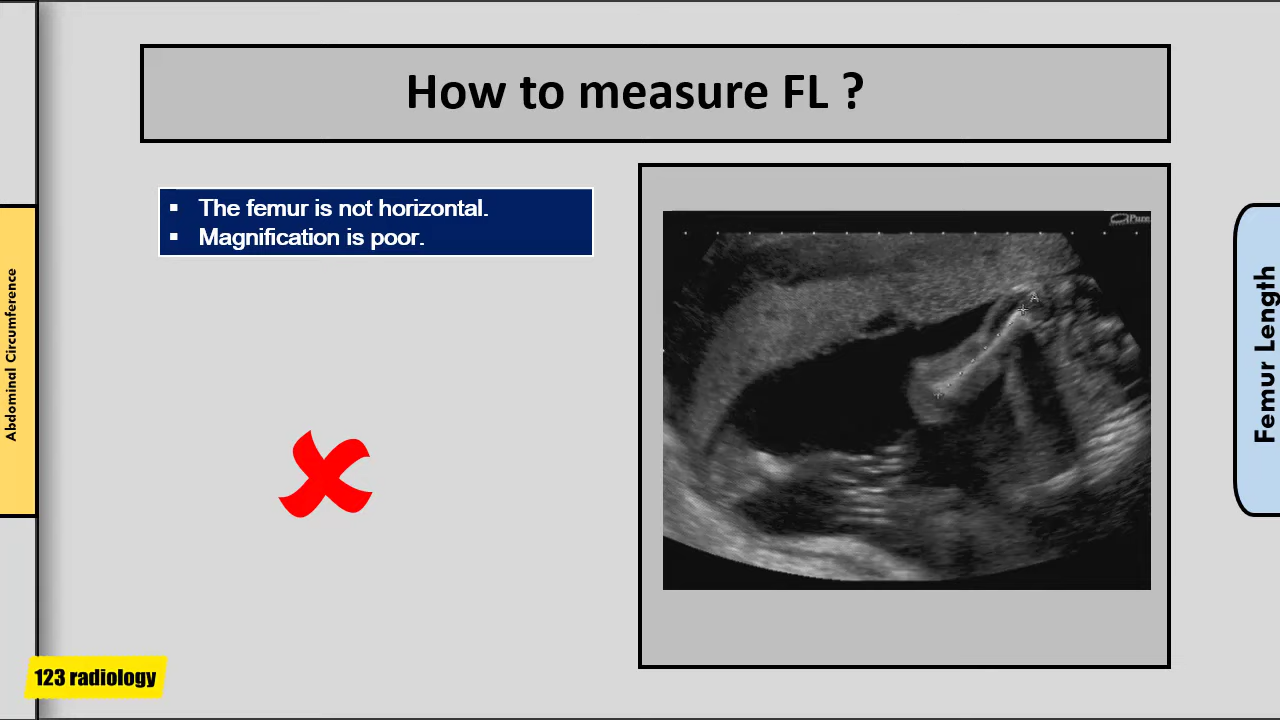 How to measure FL ?
▪ The femur is not horizontal.
▪ Magnification is poor.
Abdominal Circumference
Femur Length
A
123 radiology